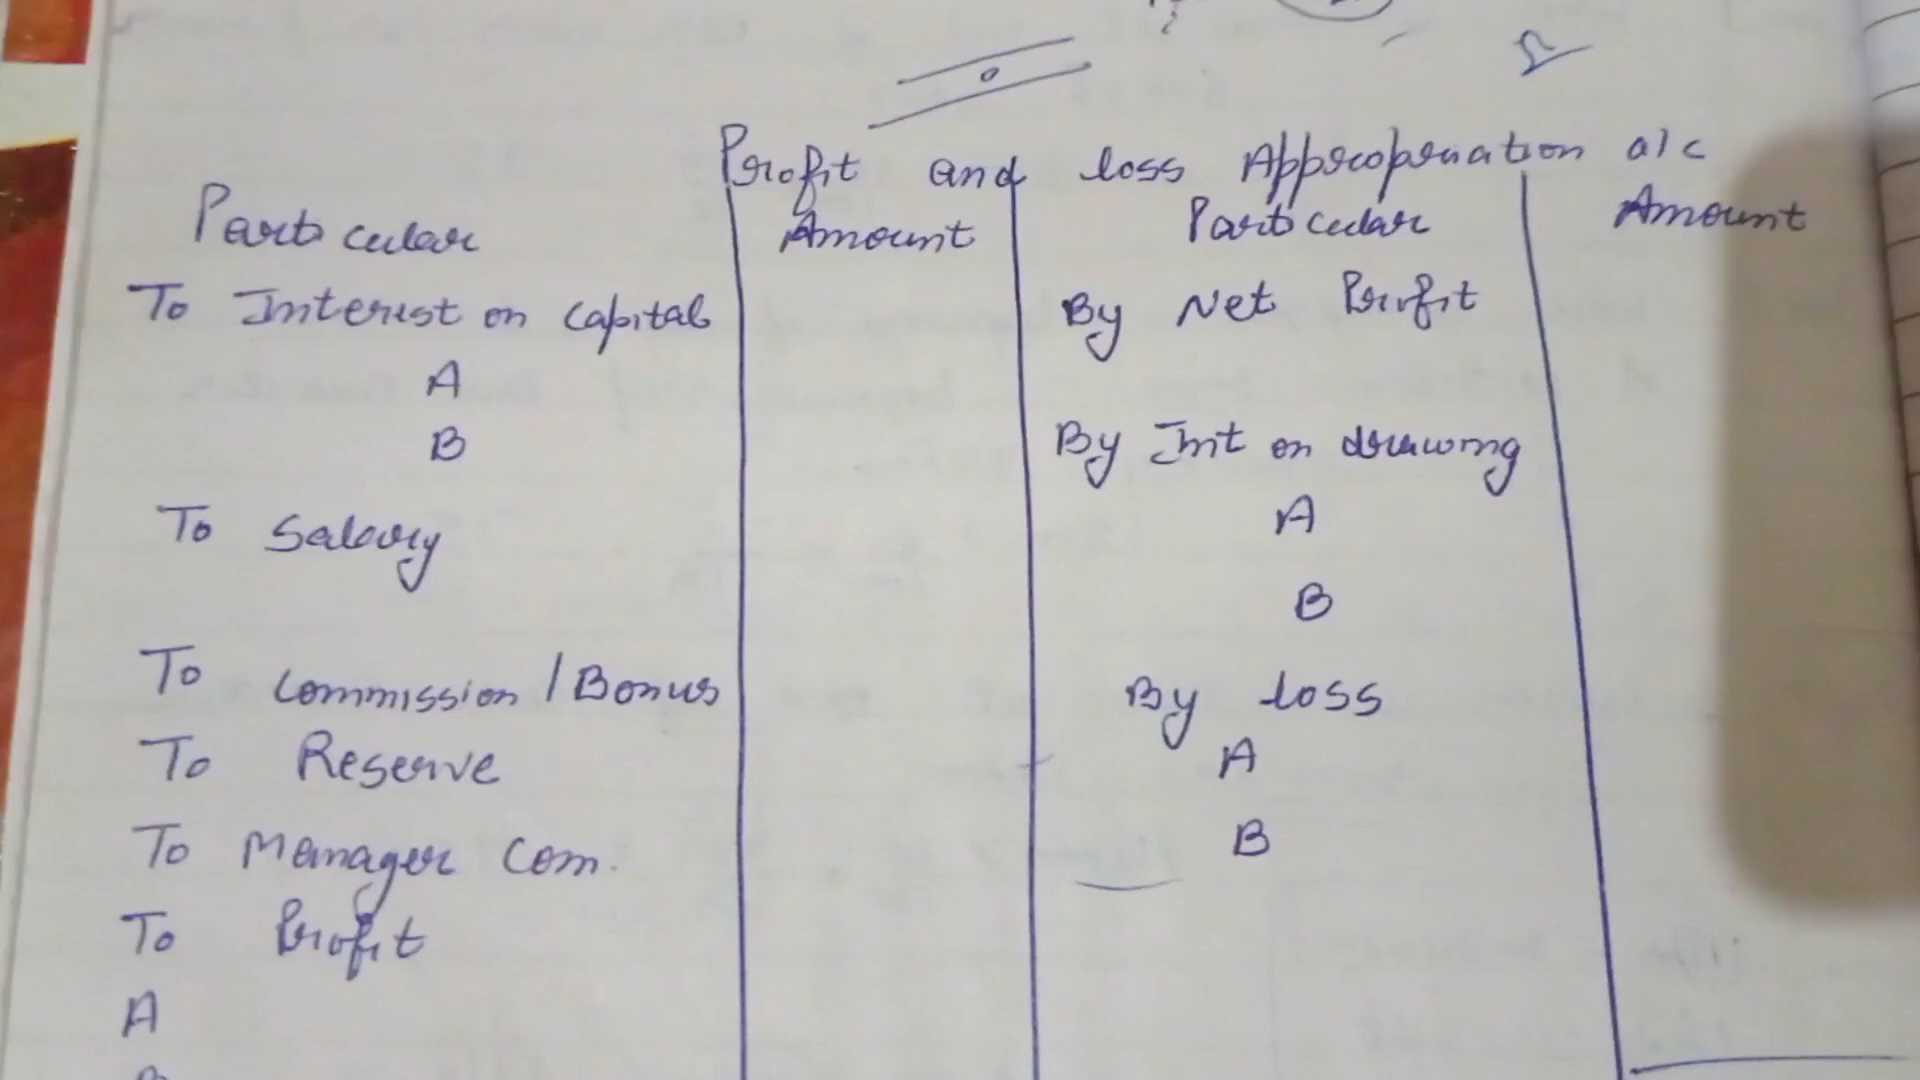 Profit and loss Appropriation a/c
Particular Amount Particular Amount
To Interest on capital
A
B
To Salary
To Commission / Bonus
To Reserve
To Manager Com.
To Profit
A
B
By Net Profit
By Int on drawing
A
B
By loss
A
B